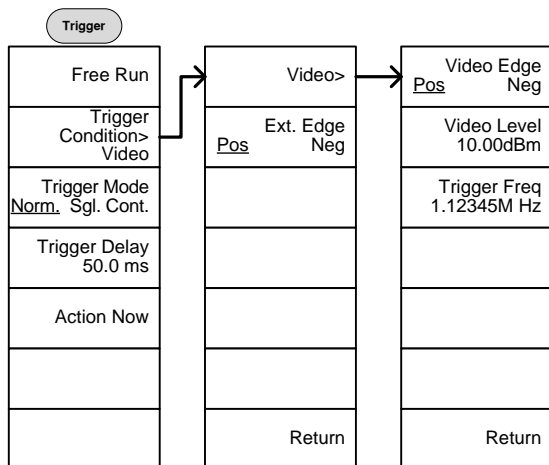 Trigger
Free Run
Trigger
Condition>
Video
Trigger Mode
Norm. Sgl. Cont.
Trigger Delay
50.0 ms
Action Now
Video>
Ext. Edge
Pos Neg
Return
Video Edge
Pos Neg
Video Level
10.00dBm
Trigger Freq
1.12345M Hz
Return